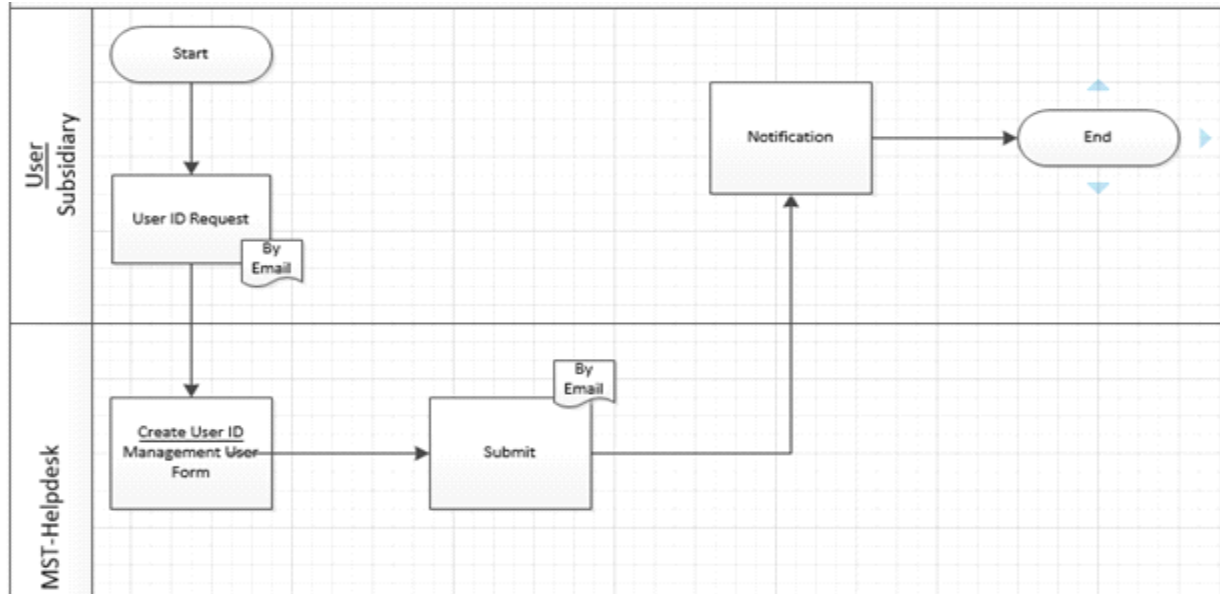 User
Subsidiary
Start
User ID Request
By
Email
Notification
End
MST-Helpdesk
Create User ID
Management User
Form
Submit
By
Email